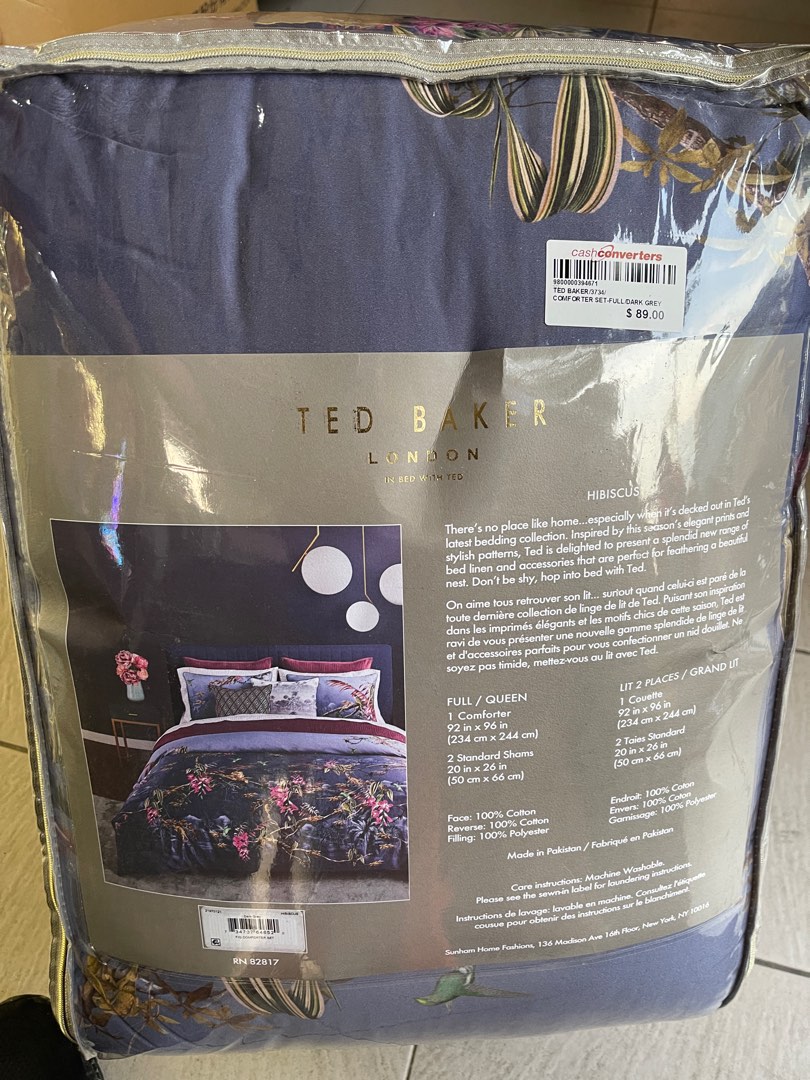 cashconverters
9800000394671
TED BAKER/3734/
COMFORTER SET-FULL/DARK GREY
$ 89.00
TED BAKER
LONDON
IN BED WITH TED
HIBISCUS
There's no place like home...especially when it's decked out in Ted's
latest bedding collection. Inspired by this season's elegant prints and
stylish patterns, Ted is delighted to present a splendid new range of
bed linen and accessories that are perfect for feathering a beautiful
nest. Don't be shy, hop into bed with Ted.
On aime tous retrouver son lit... surtout quand celui-ci est paré de la
toute dernière collection de linge de lit de Ted. Puisant son inspiration
dans les imprimés élégants et les motifs chics de cette saison, Ted est
ravi de vous présenter une nouvelle gamme splendide de linge de lit
et d'accessoires parfaits pour vous confectionner un nid douillet. Ne
soyez pas timide, mettez-vous au lit avec Ted.
FULL / QUEEN
1 Comforter
92 in x 96 in
(234 cm x 244 cm)
2 Standard Shams
20 in x 26 in
(50 cm x 66 cm)
LIT 2 PLACES / GRAND LIT
1 Couette
92 in x 96 in
(234 cm x 244 cm)
2 Taies Standard
20 in x 26 in
(50 cm x 66 cm)
Face: 100% Cotton
Reverse: 100% Cotton
Filling: 100% Polyester
Endroit: 100% Coton
Envers: 100% Coton
Garnissage: 100% Polyester
Made in Pakistan / Fabriqué en Pakistan
Care instructions: Machine Washable.
Please see the sewn-in label for laundering instructions.
Instructions de lavage: lavable en machine. Consultez l'étiquette
cousue pour obtenir des instructions sur le blanchiment.
Sunham Home Fashions, 136 Madison Ave 16th Floor, New York, NY 10016
RN 82817